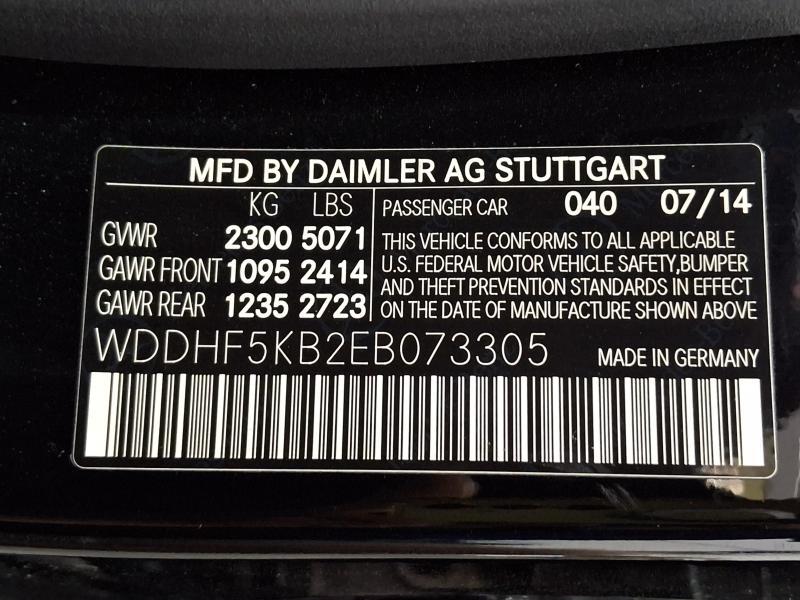 MFD BY DAIMLER AG STUTTGART
KG LBS
GVWR 2300 5071
GAWR FRONT 1095 2414
GAWR REAR 1235 2723
PASSENGER CAR 040 07/14
THIS VEHICLE CONFORMS TO ALL APPLICABLE
U.S. FEDERAL MOTOR VEHICLE SAFETY,BUMPER
AND THEFT PREVENTION STANDARDS IN EFFECT
ON THE DATE OF MANUFACTURE SHOWN ABOVE
WDDHF5KB2EB073305 MADE IN GERMANY